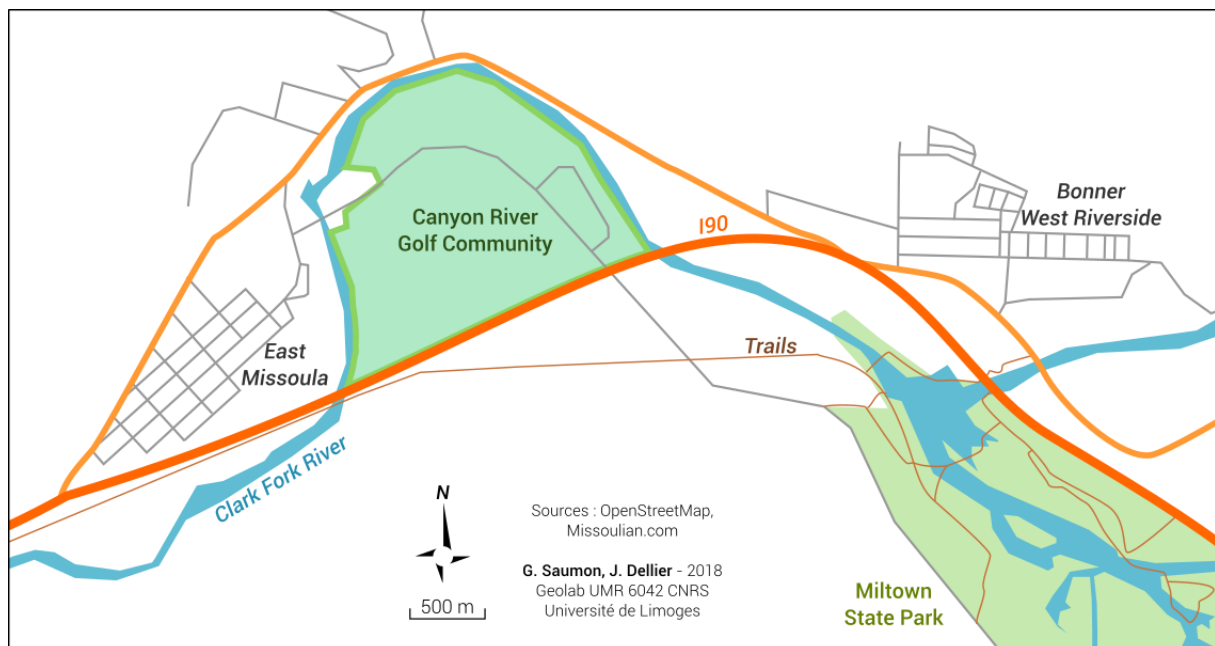 Canyon River
Golf Community
I90
Bonner
West Riverside
East
Missoula
Trails
Clark Fork River
N
500 m
Sources : OpenStreetMap,
Missoulian.com
G. Saumon, J. Dellier - 2018
Geolab UMR 6042 CNRS
Université de Limoges
Miltown
State Park